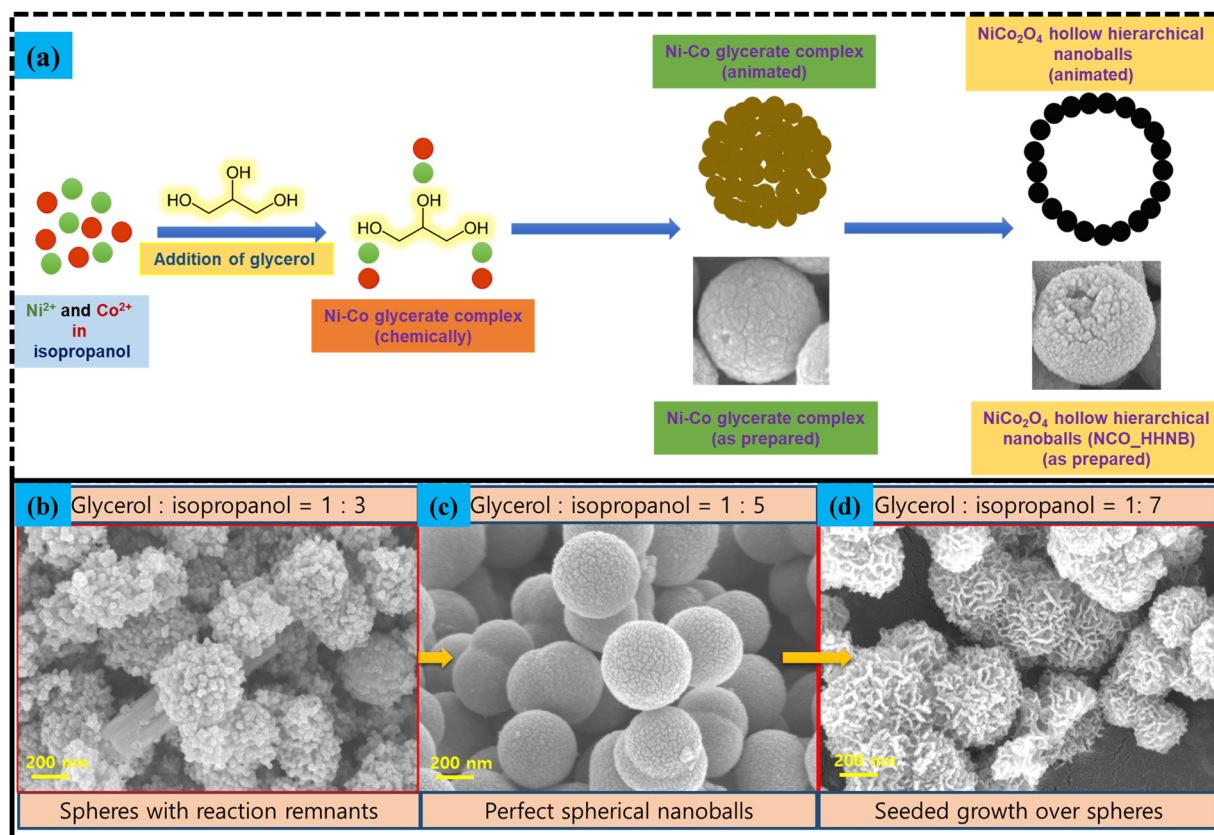 (a)
Ni-Co glycerate complex
(animated)
NiCo₂O₄ hollow hierarchical
nanoballs
(animated)
OH
HO
OH
Addition of glycerol
OH
HO
OH
Ni²⁺ and Co²⁺
in
isopropanol
Ni-Co glycerate complex
(chemically)
Ni-Co glycerate complex
(as prepared)
NiCo₂O₄ hollow hierarchical
nanoballs (NCO_HHNB)
(as prepared)
(b) Glycerol : isopropanol = 1 : 3
200 nm
Spheres with reaction remnants
(c) Glycerol : isopropanol = 1 : 5
200 nm
Perfect spherical nanoballs
(d) Glycerol : isopropanol = 1: 7
200 nm
Seeded growth over spheres